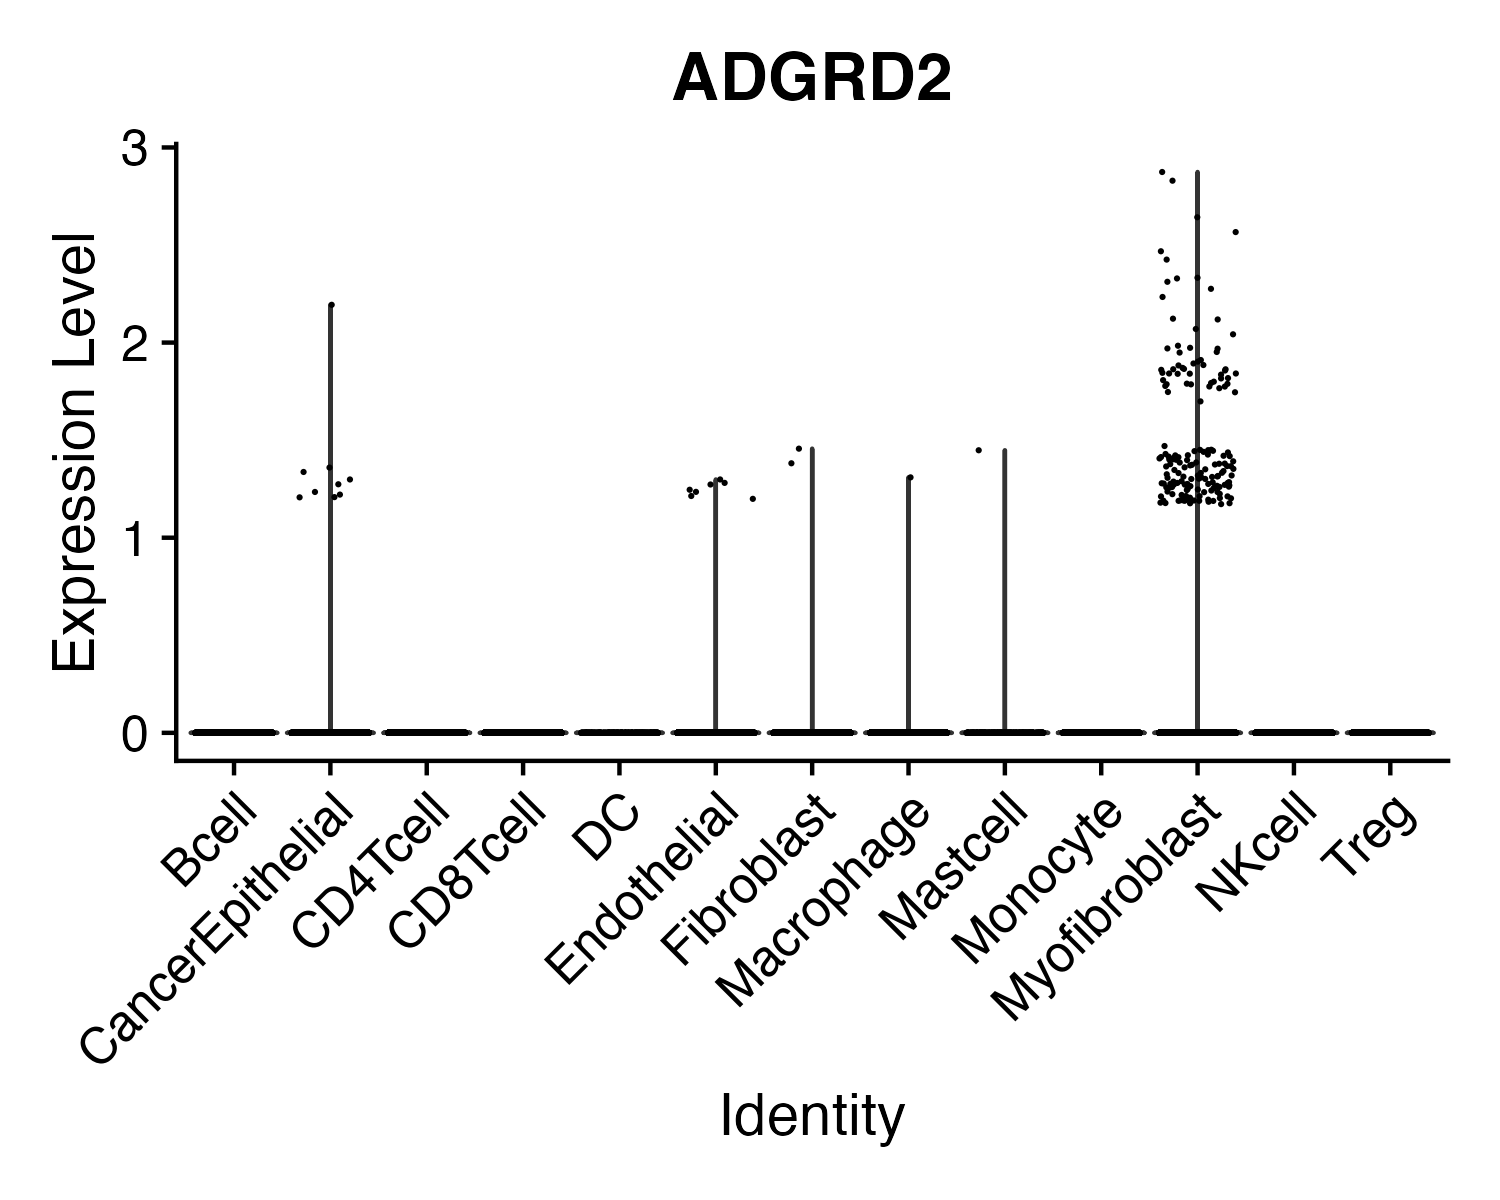 ADGRD2
Expression Level
3
2
1
0
Bcell
CancerEpithelial
CD4Tcell
CD8Tcell
DC
Endothelial
Fibroblast
Macrophage
Mastcell
Monocyte
Myofibroblast
NKcell
Treg
Identity